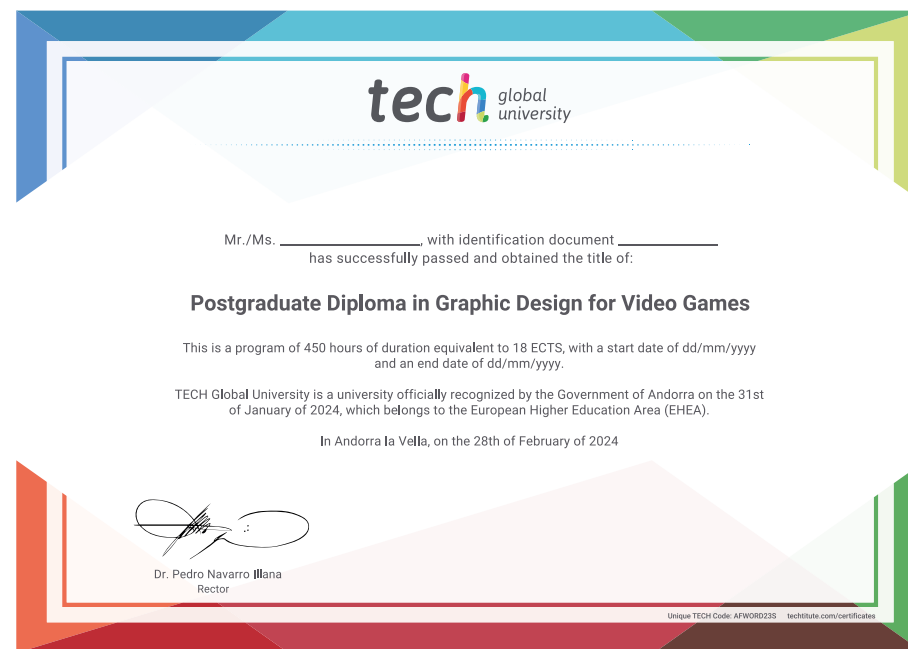 tech global
university
Mr./Ms. ____________________, with identification document ______________
has successfully passed and obtained the title of:
Postgraduate Diploma in Graphic Design for Video Games
This is a program of 450 hours of duration equivalent to 18 ECTS, with a start date of dd/mm/yyyy
and an end date of dd/mm/yyyy.
TECH Global University is a university officially recognized by the Government of Andorra on the 31st
of January of 2024, which belongs to the European Higher Education Area (EHEA).
In Andorra la Vella, on the 28th of February of 2024
Dr. Pedro Navarro Illana
Rector
Unique TECH Code: AFWORD23S techtitute.com/certificates